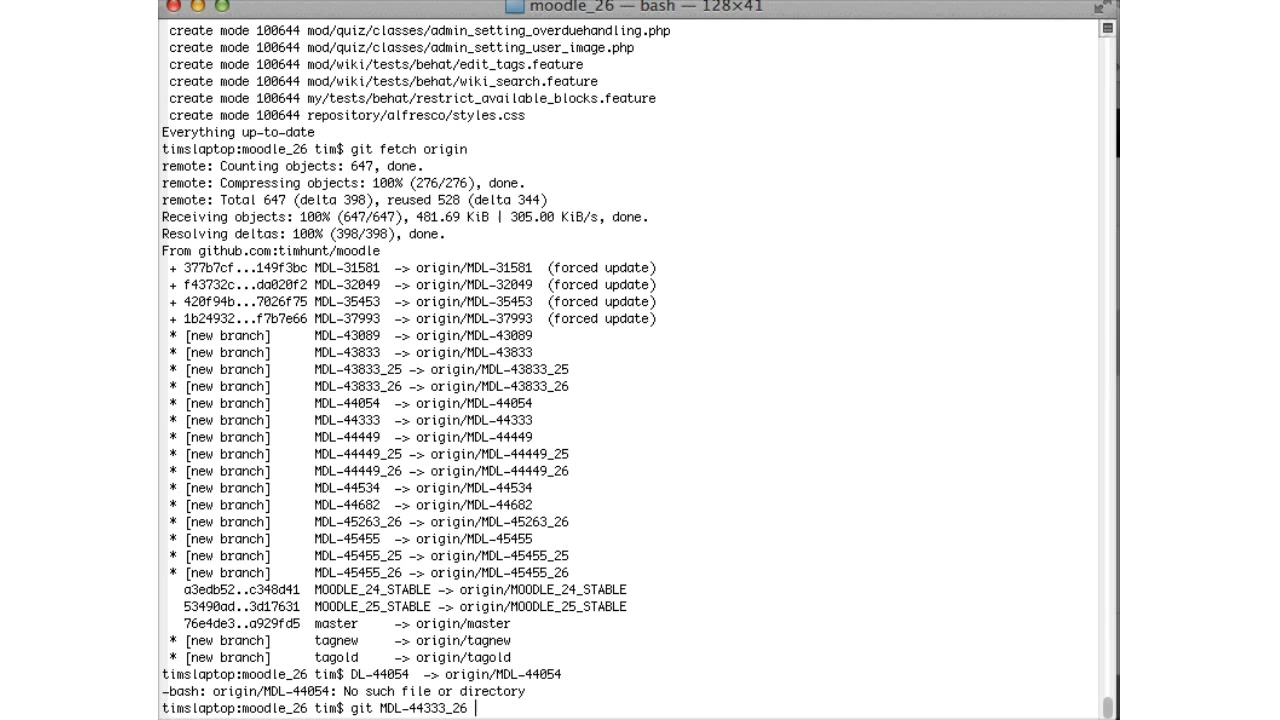 moodle_26 — bash — 128×41
create mode 100644 mod/quiz/classes/admin_setting_overduehandling.php
create mode 100644 mod/quiz/classes/admin_setting_user_image.php
create mode 100644 mod/wiki/tests/behat/edit_tags.feature
create mode 100644 mod/wiki/tests/behat/wiki_search.feature
create mode 100644 my/tests/behat/restrict_available_blocks.feature
create mode 100644 repository/alfresco/styles.css
Everything up-to-date
timslaptop:moodle_26 tim$ git fetch origin
remote: Counting objects: 647, done.
remote: Compressing objects: 100% (276/276), done.
remote: Total 647 (delta 398), reused 528 (delta 344)
Receiving objects: 100% (647/647), 481.69 KiB | 305.00 KiB/s, done.
Resolving deltas: 100% (398/398), done.
From github.com:timhunt/moodle
+ 377b7cf...149f3bc MDL-31581  -> origin/MDL-31581  (forced update)
+ f43732c...da020f2 MDL-32049  -> origin/MDL-32049  (forced update)
+ 420f94b...7026f75 MDL-35453  -> origin/MDL-35453  (forced update)
+ 1b24932...f7b7e66 MDL-37993  -> origin/MDL-37993  (forced update)
* [new branch]      MDL-43089  -> origin/MDL-43089
* [new branch]      MDL-43833  -> origin/MDL-43833
* [new branch]      MDL-43833_25 -> origin/MDL-43833_25
* [new branch]      MDL-43833_26 -> origin/MDL-43833_26
* [new branch]      MDL-44054  -> origin/MDL-44054
* [new branch]      MDL-44333  -> origin/MDL-44333
* [new branch]      MDL-44449  -> origin/MDL-44449
* [new branch]      MDL-44449_25 -> origin/MDL-44449_25
* [new branch]      MDL-44449_26 -> origin/MDL-44449_26
* [new branch]      MDL-44534  -> origin/MDL-44534
* [new branch]      MDL-44682  -> origin/MDL-44682
* [new branch]      MDL-45263_26 -> origin/MDL-45263_26
* [new branch]      MDL-45455  -> origin/MDL-45455
* [new branch]      MDL-45455_25 -> origin/MDL-45455_25
* [new branch]      MDL-45455_26 -> origin/MDL-45455_26
a3edb52..c348d41  MOODLE_24_STABLE -> origin/MOODLE_24_STABLE
53490ad..3d17631  MOODLE_25_STABLE -> origin/MOODLE_25_STABLE
76e4de3..a929fd5  master     -> origin/master
* [new branch]      tagnew     -> origin/tagnew
* [new branch]      tagold     -> origin/tagold
timslaptop:moodle_26 tim$ DL-44054  -> origin/MDL-44054
-bash: origin/MDL-44054: No such file or directory
timslaptop:moodle_26 tim$ git MDL-44333_26